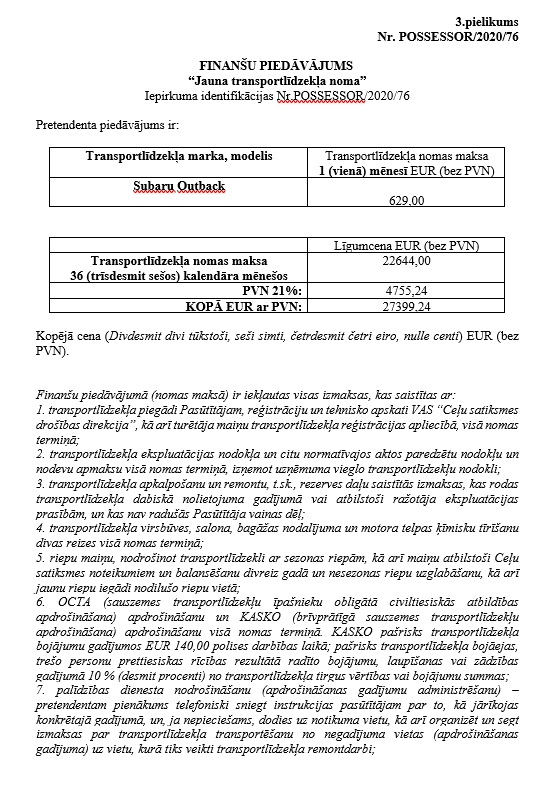 3.pielikums
Nr. POSSESSOR/2020/76
FINANŠU PIEDĀVĀJUMS
“Jauna transportlīdzekļa noma”
Iepirkuma identifikācijas Nr.POSSESSOR/2020/76
Pretendenta piedāvājums ir:
Transportlīdzekļa marka, modelis
Transportlīdzekļa nomas maksa
1 (vienā) mēnesī EUR (bez PVN)
Subaru Outback
629,00
Līgumcena EUR (bez PVN)
Transportlīdzekļa nomas maksa
36 (trīsdesmit sešos) kalendāra mēnešos
22644,00
PVN 21%:
4755,24
KOPĀ EUR ar PVN:
27399,24
Kopējā cena (Divdesmit divi tūkstoši, seši simti, četrdesmit četri eiro, nulle centi) EUR (bez
PVN).
Finanšu piedāvājumā (nomas maksā) ir iekļautas visas izmaksas, kas saistītas ar:
1. transportlīdzekļa piegādi Pasūtītājam, reģistrāciju un tehnisko apskati VAS “Ceļu satiksmes
drošības direkcija”, kā arī turētāja maiņu transportlīdzekļa reģistrācijas apliecībā, visā nomas
termiņā;
2. transportlīdzekļa ekspluatācijas nodokļa un citu normatīvajos aktos paredzētu nodokļu un
nodevu apmaksu visā nomas termiņā, izņemot uzņēmuma vieglo transportlīdzekļu nodokli;
3. transportlīdzekļa apkalpošanu un remontu, t.sk., rezerves daļu saistītās izmaksas, kas rodas
transportlīdzekļa dabiskā nolietojuma gadījumā vai atbilstoši ražotāja ekspluatācijas
prasībām, un kas nav radušās Pasūtītāja vainas dēļ;
4. transportlīdzekļa virsbūves, salona, bagāžas nodalījuma un motora telpas ķīmisku tīrīšanu
divas reizes visā nomas termiņā;
5. riepu maiņu, nodrošinot transportlīdzekli ar sezonas riepām, kā arī maiņu atbilstoši Ceļu
satiksmes noteikumiem un balansēšanu divreiz gadā un nesezonas riepu uzglabāšanu, kā arī
jaunu riepu iegādi nodilušo riepu vietā;
6. OCTA (sauszemes transportlīdzekļu īpašnieku obligātā civiltiesiskās atbildības
apdrošināšana) apdrošināšanu un KASKO (brīvprātīgā sauszemes transportlīdzekļu
apdrošināšana) apdrošināšanu visā nomas termiņā. KASKO pašrisks transportlīdzekļa
bojājumu gadījumos EUR 140,00 polises darbības laikā; pašrisks transportlīdzekļa bojāejas,
trešo personu prettiesiskas rīcības rezultātā radīto bojājumu, laupīšanas vai zādzības
gadījumā 10 % (desmit procenti) no transportlīdzekļa tirgus vērtības vai bojājumu summas;
7. palīdzības dienesta nodrošināšanu (apdrošināšanas gadījumu administrēšanu) –
pretendentam pienākums telefoniski sniegt instrukcijas pasūtītājam par to, kā jārīkojas
konkrētajā gadījumā, un, ja nepieciešams, dodies uz notikuma vietu, kā arī organizēt un segt
izmaksas par transportlīdzekļa transportēšanu no negadījuma vietas (apdrošināšanas
gadījuma) uz vietu, kurā tiks veikti transportlīdzekļa remontdarbi;